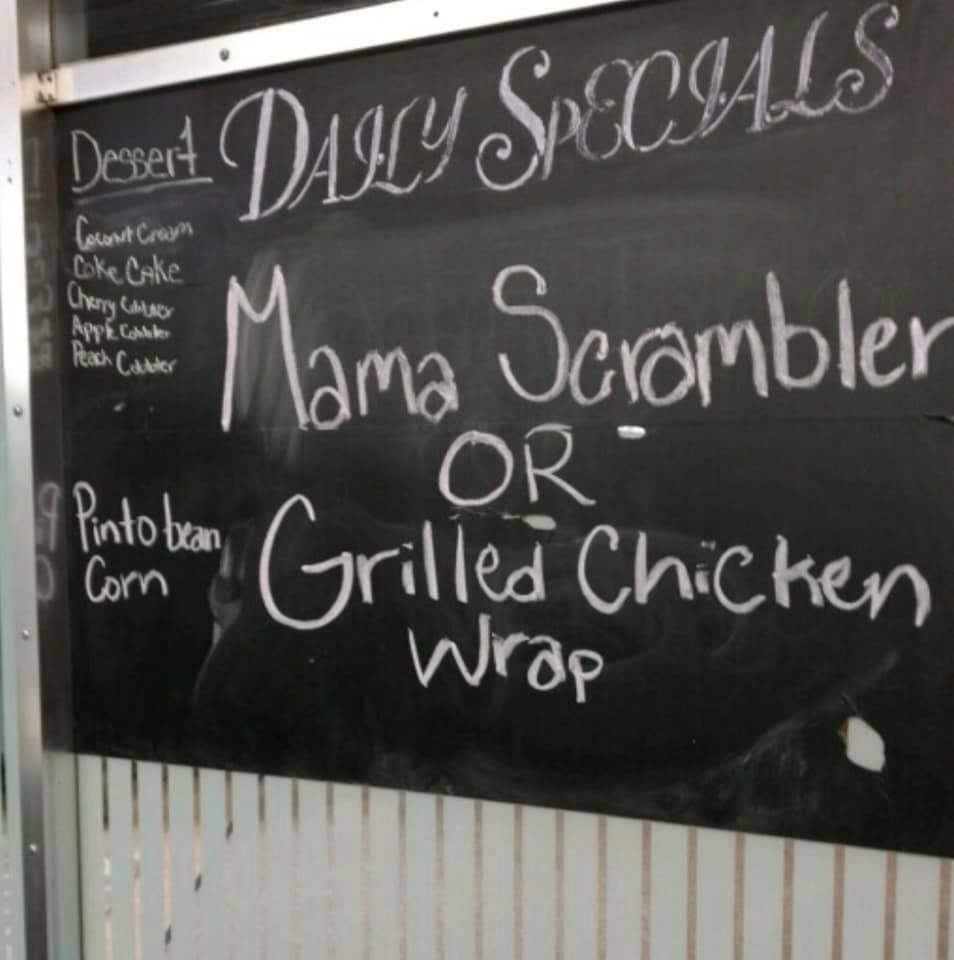 DAILY SPECIALS
Dessert
Coconut Cream
Coke Cake
Cherry Cobbler
Apple Cobbler
Peach Cobbler
Pinto bean
Corn
Mama Scrambler
OR
Grilled Chicken
Wrap